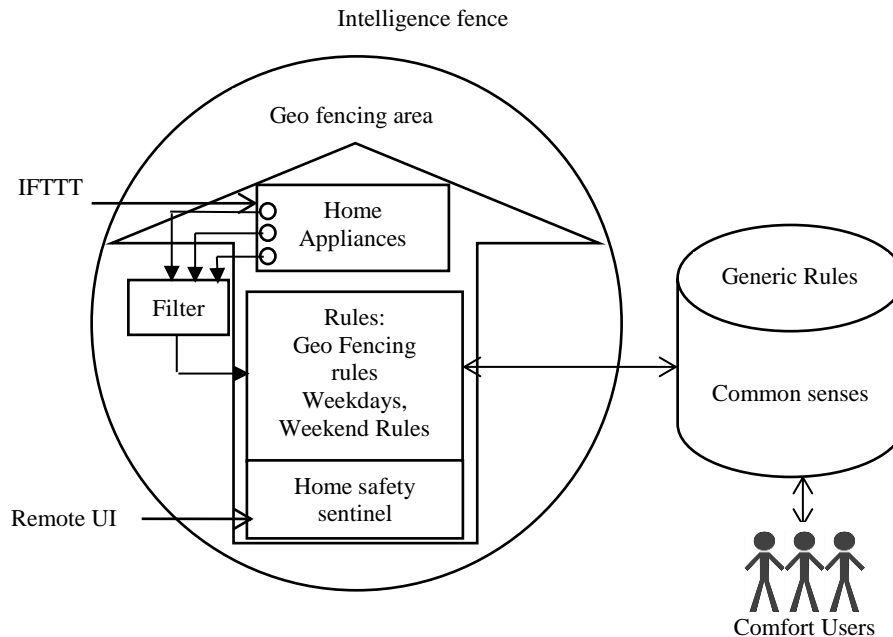 Intelligence fence
Geo fencing area
IFTTT
Home
Appliances
Filter
Rules:
Geo Fencing
rules
Weekdays,
Weekend Rules
Home safety
sentinel
Remote UI
Generic Rules
Common senses
Comfort Users